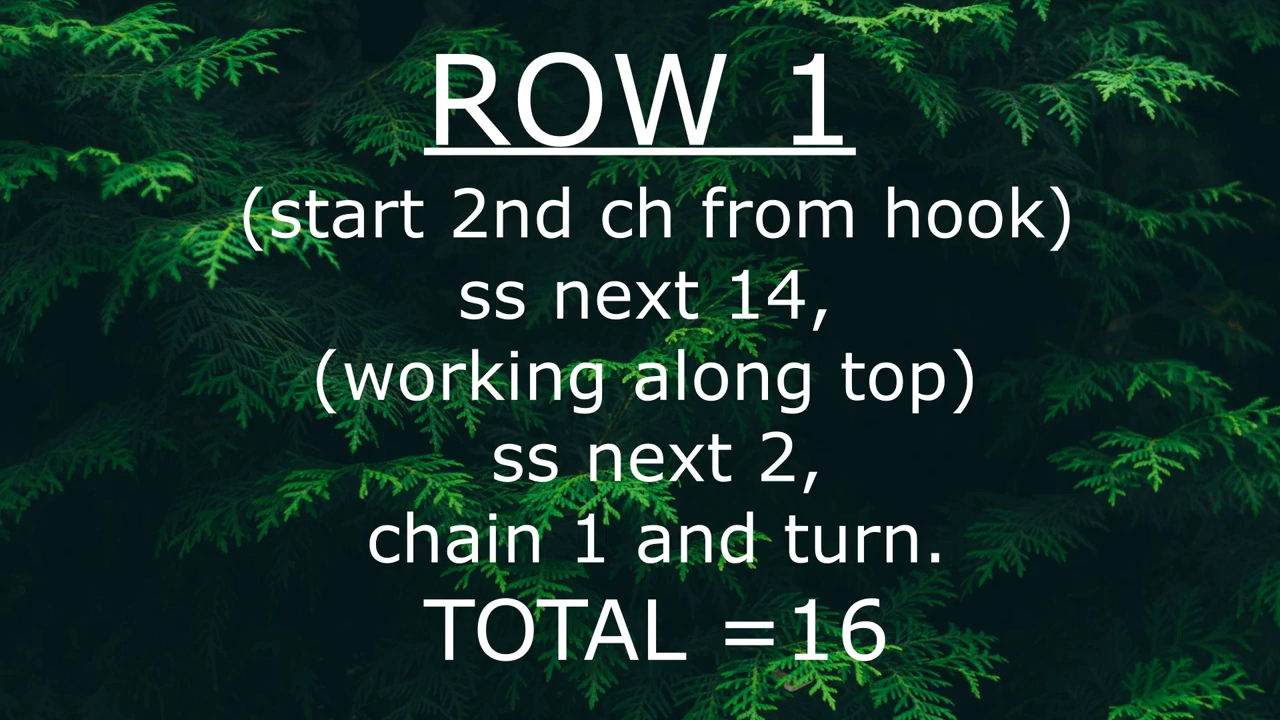 ROW 1
(start 2nd ch from hook)
ss next 14,
(working along top)
ss next 2,
chain 1 and turn.
TOTAL =16